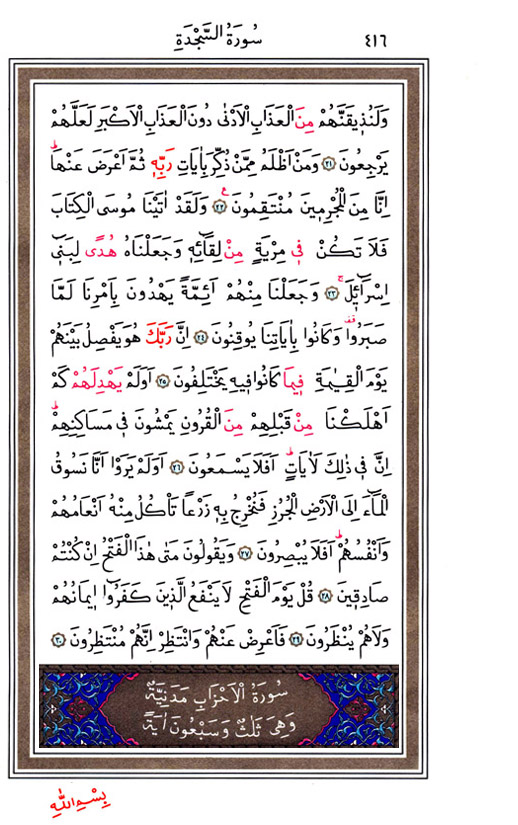 ٤١٦
سُورَةُ السَّجْدَةِ
وَلَنُذ۪يقَنَّهُمْ مِنَ الْعَذَابِ الْاَدْنٰى دُونَ الْعَذَابِ الْاَكْبَرِ لَعَلَّهُمْ
يَرْجِعُونَ ﴿٢١﴾ وَمَنْ اَظْلَمُ مِمَّنْ ذُكِّرَ بِاٰيَاتِ رَبِّه۪ ثُمَّ اَعْرَضَ عَنْهَاۜ
اِنَّا مِنَ الْمُجْرِم۪ينَ مُنْتَقِمُونَ۟ ﴿٢٢﴾ وَلَقَدْ اٰتَيْنَا مُوسَى الْكِتَابَ
فَلَا تَكُنْ ف۪ي مِرْيَةٍ مِنْ لِقَٓائِه۪ وَجَعَلْنَاهُ هُدًى لِبَن۪ٓي
اِسْرَٓائ۪لَۚ ﴿٢٣﴾ وَجَعَلْنَا مِنْهُمْ اَئِمَّةً يَهْدُونَ بِاَمْرِنَا لَمَّا
صَبَرُوا۠ وَكَانُوا بِاٰيَاتِنَا يُوقِنُونَ ﴿٢٤﴾ اِنَّ رَبَّكَ هُوَ يَفْصِلُ بَيْنَهُمْ
يَوْمَ الْقِيٰمَةِ ف۪يمَا كَانُوا ف۪يهِ يَخْتَلِفُونَ ﴿٢٥﴾ اَوَلَمْ يَهْدِ لَهُمْ كَمْ
اَهْلَكْنَا مِنْ قَبْلِهِمْ مِنَ الْقُرُونِ يَمْشُونَ ف۪ي مَسَاكِنِهِمْۜ
اِنَّ ف۪ي ذٰلِكَ لَاٰيَاتٍۜ اَفَلَا يَسْمَعُونَ ﴿٢٦﴾ اَوَلَمْ يَرَوْا اَنَّا نَسُوقُ
الْمَٓاءَ اِلَى الْاَرْضِ الْجُرُزِ فَنُخْرِجُ بِه۪ زَرْعًا تَأْكُلُ مِنْهُ اَنْعَامُهُمْ
وَاَنْفُسُهُمْۜ اَفَلَا يُبْصِرُونَ ﴿٢٧﴾ وَيَقُولُونَ مَتٰى هٰذَا الْفَتْحُ اِنْ كُنْتُمْ
صَادِق۪ينَ ﴿٢٨﴾ قُلْ يَوْمَ الْفَتْحِ لَا يَنْفَعُ الَّذ۪ينَ كَفَرُٓوا ا۪يمَانُهُمْ
وَلَا هُمْ يُنْظَرُونَ ﴿٢٩﴾ فَاَعْرِضْ عَنْهُمْ وَانْتَظِرْ اِنَّهُمْ مُنْتَظِرُونَ ﴿٣٠﴾
سُورَةُ الْاَحْزَابِ مَدَنِيَّةٌ
وَهِيَ ثَلٰثٌ وَسَبْعُونَ اٰيَةً
بِسْمِ اللّٰهِ